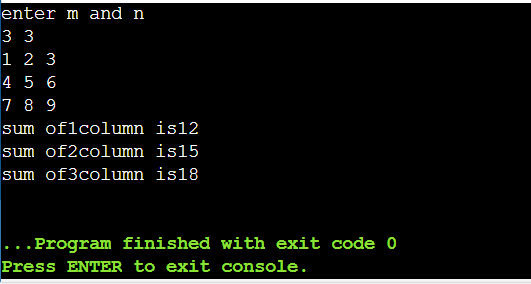 enter m and n
3 3
1 2 3
4 5 6
7 8 9
sum of1column is12
sum of2column is15
sum of3column is18
...Program finished with exit code 0
Press ENTER to exit console.